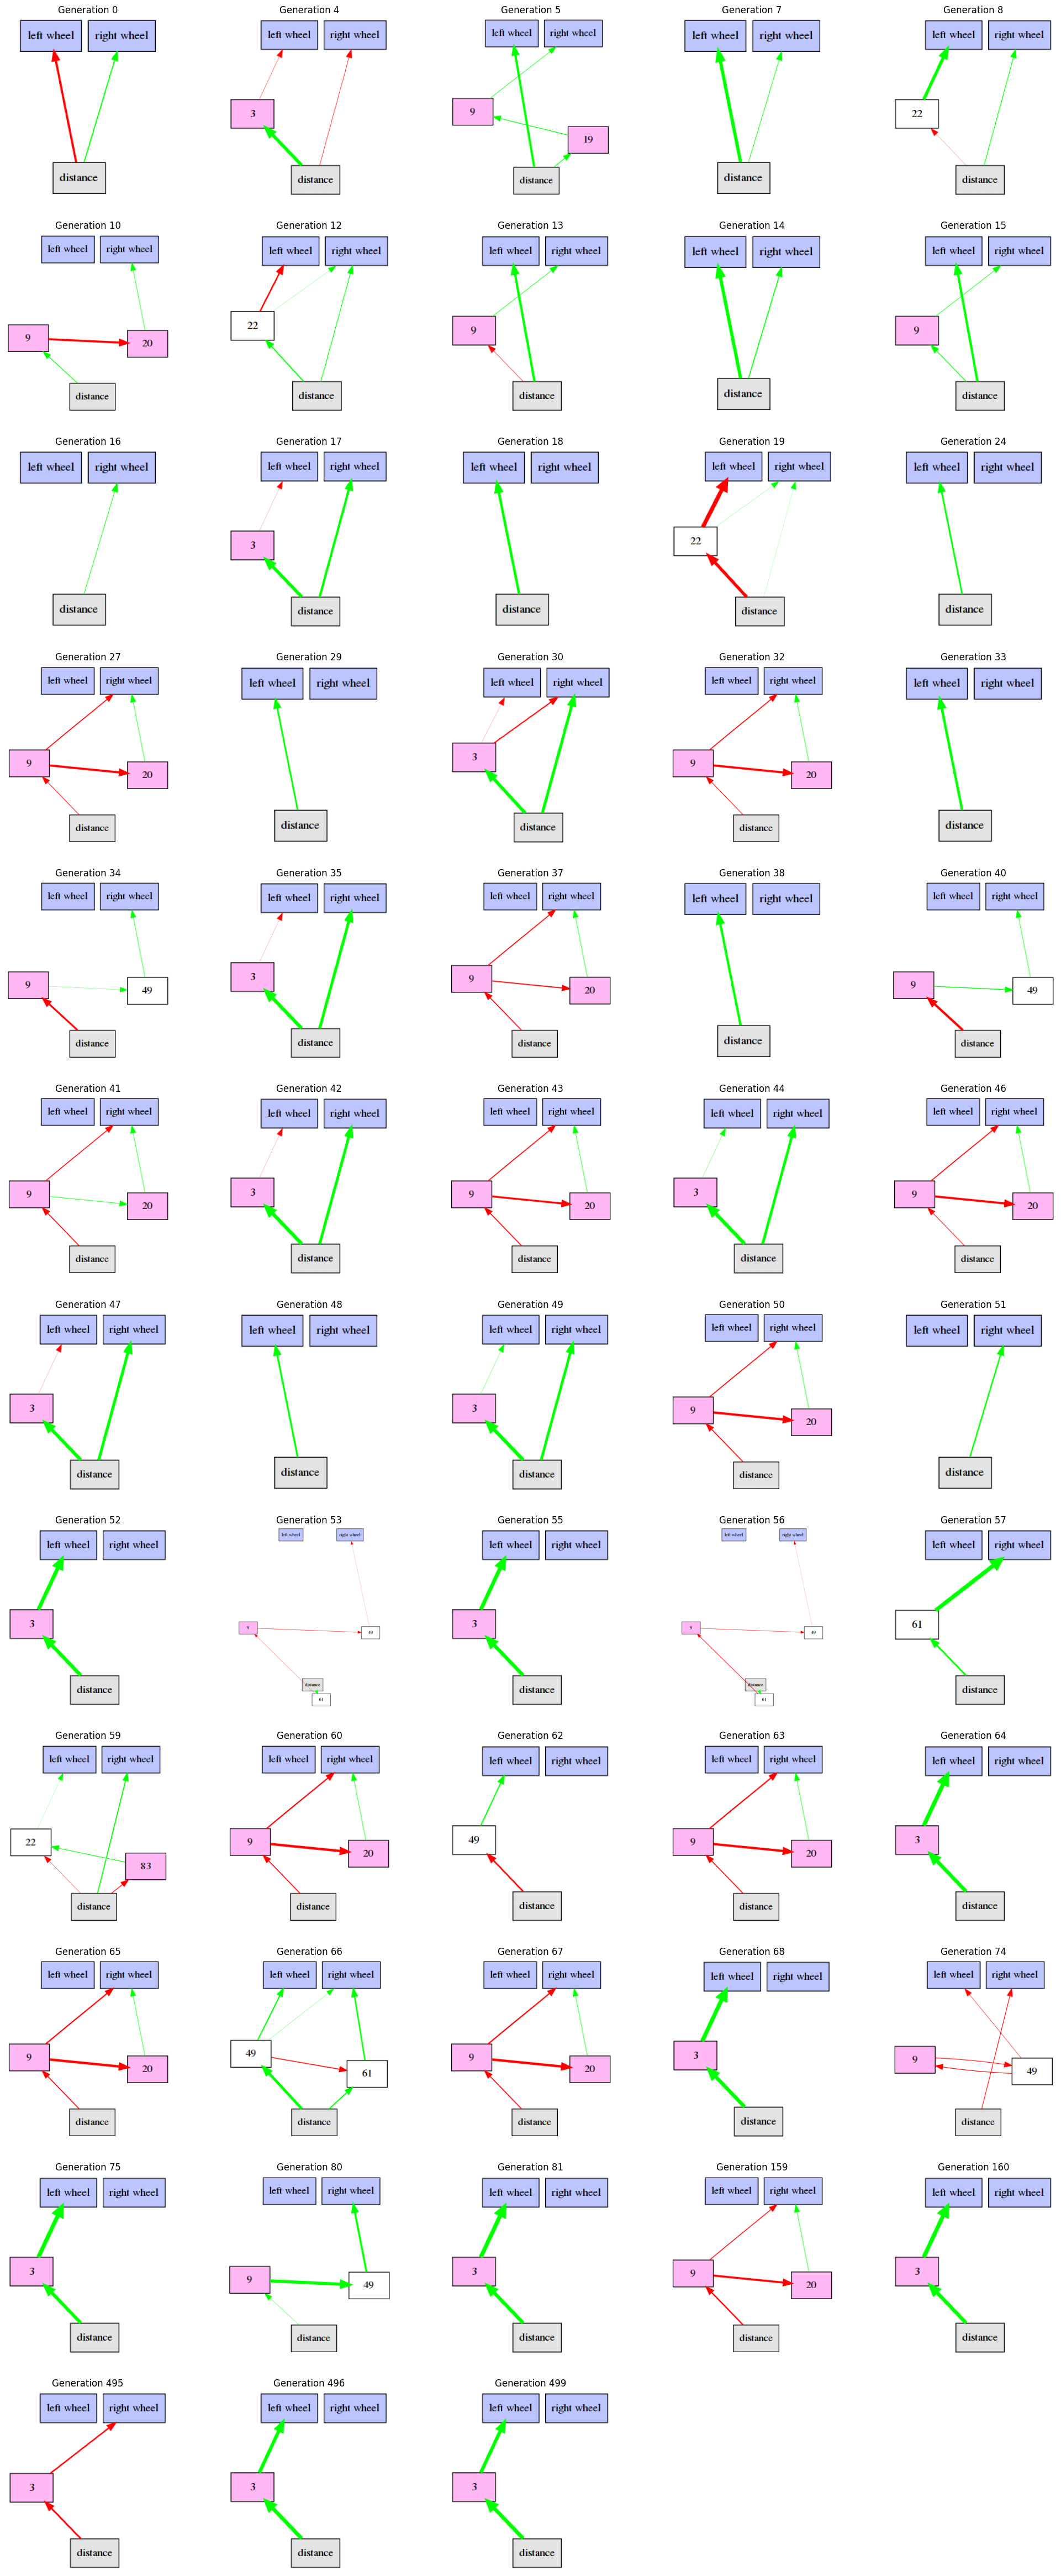 Generation 0
left wheel right wheel
distance
Generation 4
left wheel right wheel
3
distance
Generation 5
left wheel right wheel
9
19
distance
Generation 7
left wheel right wheel
distance
Generation 8
left wheel right wheel
22
distance
Generation 10
left wheel right wheel
9
20
distance
Generation 12
left wheel right wheel
22
distance
Generation 13
left wheel right wheel
9
distance
Generation 14
left wheel right wheel
distance
Generation 15
left wheel right wheel
9
distance
Generation 16
left wheel right wheel
distance
Generation 17
left wheel right wheel
3
distance
Generation 18
left wheel right wheel
distance
Generation 19
left wheel right wheel
22
distance
Generation 24
left wheel right wheel
distance
Generation 27
left wheel right wheel
9
20
distance
Generation 29
left wheel right wheel
distance
Generation 30
left wheel right wheel
3
distance
Generation 32
left wheel right wheel
9
20
distance
Generation 33
left wheel right wheel
distance
Generation 34
left wheel right wheel
9
49
distance
Generation 35
left wheel right wheel
3
distance
Generation 37
left wheel right wheel
9
20
distance
Generation 38
left wheel right wheel
distance
Generation 40
left wheel right wheel
9
49
distance
Generation 41
left wheel right wheel
9
20
distance
Generation 42
left wheel right wheel
3
distance
Generation 43
left wheel right wheel
9
20
distance
Generation 44
left wheel right wheel
3
distance
Generation 46
left wheel right wheel
9
20
distance
Generation 47
left wheel right wheel
3
distance
Generation 48
left wheel right wheel
distance
Generation 49
left wheel right wheel
3
distance
Generation 50
left wheel right wheel
9
20
distance
Generation 51
left wheel right wheel
distance
Generation 52
left wheel right wheel
3
distance
Generation 53
left wheel right wheel
9
49
distance
61
Generation 55
left wheel right wheel
3
distance
Generation 56
left wheel right wheel
9
49
distance
61
Generation 57
left wheel right wheel
61
distance
Generation 59
left wheel right wheel
22
83
distance
Generation 60
left wheel right wheel
9
20
distance
Generation 62
left wheel right wheel
49
distance
Generation 63
left wheel right wheel
9
20
distance
Generation 64
left wheel right wheel
3
distance
Generation 65
left wheel right wheel
9
20
distance
Generation 66
left wheel right wheel
49
61
distance
Generation 67
left wheel right wheel
9
20
distance
Generation 68
left wheel right wheel
3
distance
Generation 74
left wheel right wheel
9
49
distance
Generation 75
left wheel right wheel
3
distance
Generation 80
left wheel right wheel
9
49
distance
Generation 81
left wheel right wheel
3
distance
Generation 159
left wheel right wheel
9
20
distance
Generation 160
left wheel right wheel
3
distance
Generation 495
left wheel right wheel
3
distance
Generation 496
left wheel right wheel
3
distance
Generation 499
left wheel right wheel
3
distance